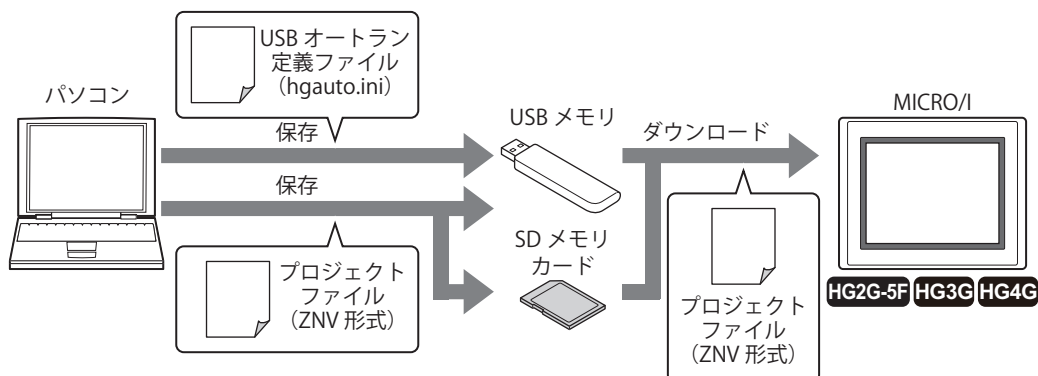 USB オートラン
定義ファイル
（hgauto.ini）
パソコン
保存
USB メモリ
ダウンロード
MICRO/I
保存
SD メモリ
カード
プロジェクト
ファイル
（ZNV 形式）
プロジェクト
ファイル
（ZNV 形式）
HG2G-5F HG3G HG4G